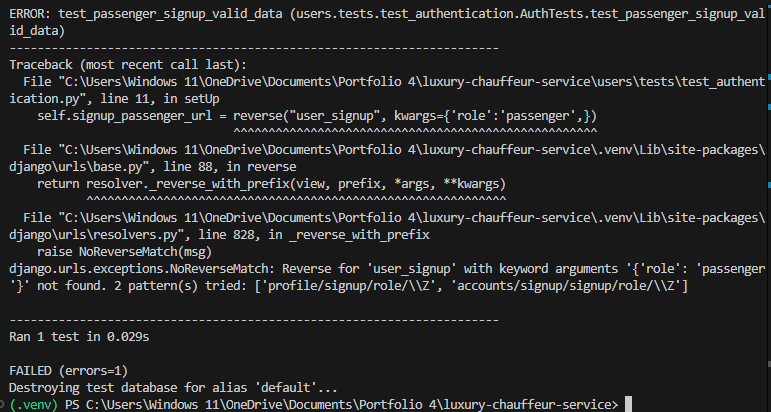 ERROR: test_passenger_signup_valid_data (users.tests.test_authentication.AuthTests.test_passenger_signup_val
id_data)
----------------------------------------------------------------------
Traceback (most recent call last):
  File "C:\Users\Windows 11\OneDrive\Documents\Portfolio 4\luxury-chauffeur-service\users\tests\test_authent
ication.py", line 11, in setUp
    self.signup_passenger_url = reverse("user_signup", kwargs={'role':'passenger',})
                                ^^^^^^^^^^^^^^^^^^^^^^^^^^^^^^^^^^^^^^^^^^^^^^^^^^^^
  File "C:\Users\Windows 11\OneDrive\Documents\Portfolio 4\luxury-chauffeur-service\.venv\Lib\site-packages\
django\urls\base.py", line 88, in reverse
    return resolver._reverse_with_prefix(view, prefix, *args, **kwargs)
           ^^^^^^^^^^^^^^^^^^^^^^^^^^^^^^^^^^^^^^^^^^^^^^^^^^^^^^^^^^^^
  File "C:\Users\Windows 11\OneDrive\Documents\Portfolio 4\luxury-chauffeur-service\.venv\Lib\site-packages\
django\urls\resolvers.py", line 828, in _reverse_with_prefix
    raise NoReverseMatch(msg)
django.urls.exceptions.NoReverseMatch: Reverse for 'user_signup' with keyword arguments '{'role': 'passenger
'}' not found. 2 pattern(s) tried: ['profile/signup/role/\\Z', 'accounts/signup/signup/role/\\Z']

----------------------------------------------------------------------
Ran 1 test in 0.029s

FAILED (errors=1)
Destroying test database for alias 'default'...
(.venv) PS C:\Users\Windows 11\OneDrive\Documents\Portfolio 4\luxury-chauffeur-service>